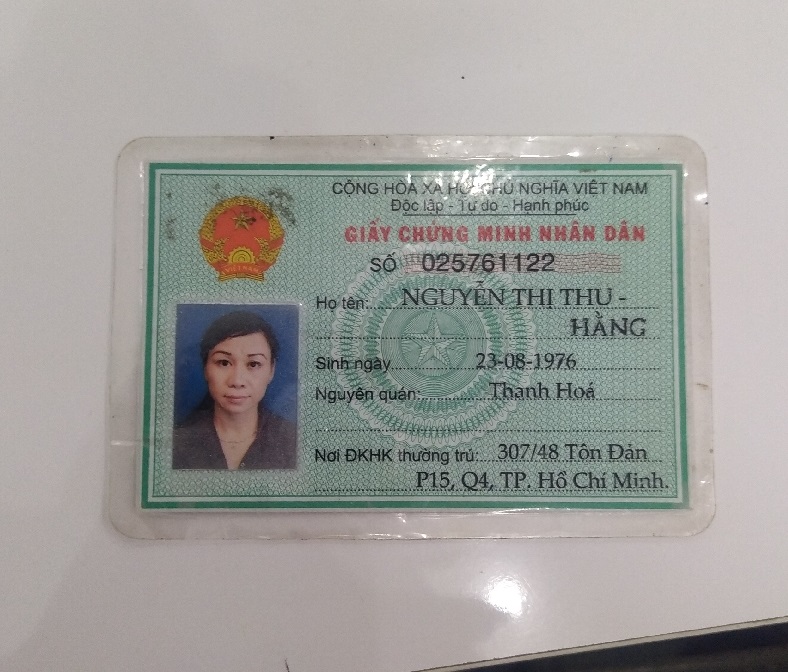 CỘNG HÒA XÃ HỘI CHỦ NGHĨA VIỆT NAM
Độc lập - Tự do - Hạnh phúc
GIẤY CHỨNG MINH NHÂN DÂN
SỐ 025761122
Họ tên: NGUYỄN THỊ THU -
HẰNG
Sinh ngày 23-08-1976
Nguyên quán: Thanh Hoá
Nơi ĐKHK thường trú: 307/48 Tôn Đản
P15, Q4, TP. Hồ Chí Minh.
VIỆT NAM